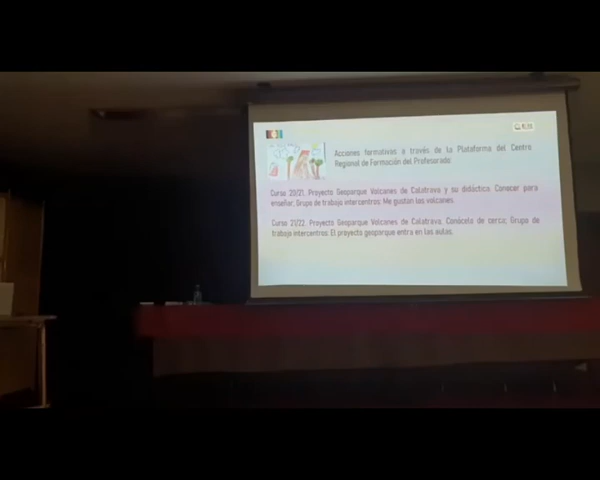 Acciones formativas a través de la Plataforma del Centro
Regional de Formación del Profesorado
Curso 20/21. Proyecto Geoparque Volcanes de Calatrava y su didáctica. Conocer para
enseñar; Grupo de trabajo intercentros: Me gustan los volcanes.
Curso 21/22. Proyecto Geoparque Volcanes de Calatrava. Conócelo de cerca; Grupo de
trabajo intercentros: El proyecto geoparque entra en las aulas.